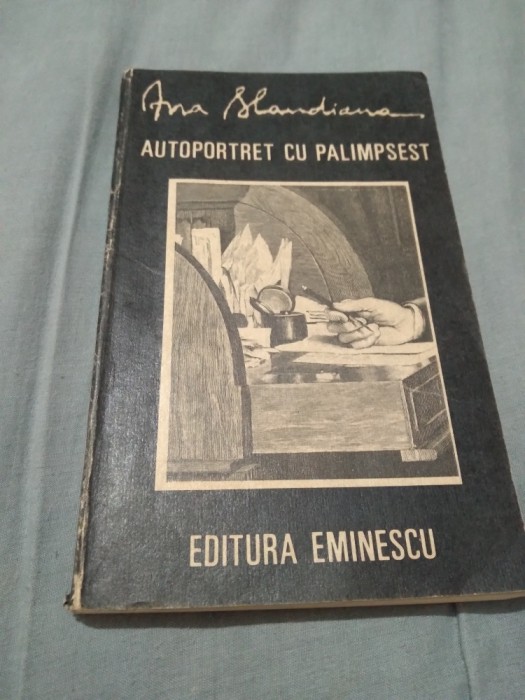 Ana Blandiana
AUTOPORTRET CU PALIMPSEST
EDITURA EMINESCU